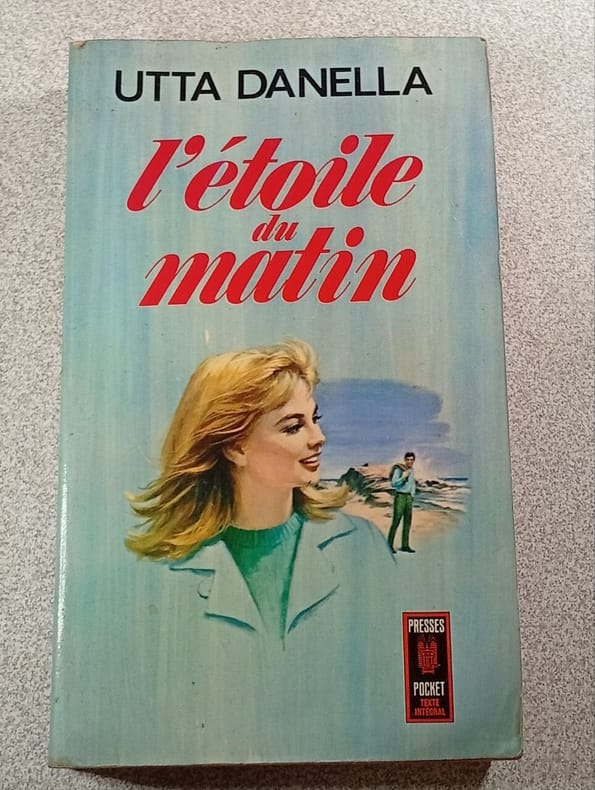 UTTA DANELLA
l'étoile
du
matin
PRESSES
POCKET
TEXTE
INTÉGRAL